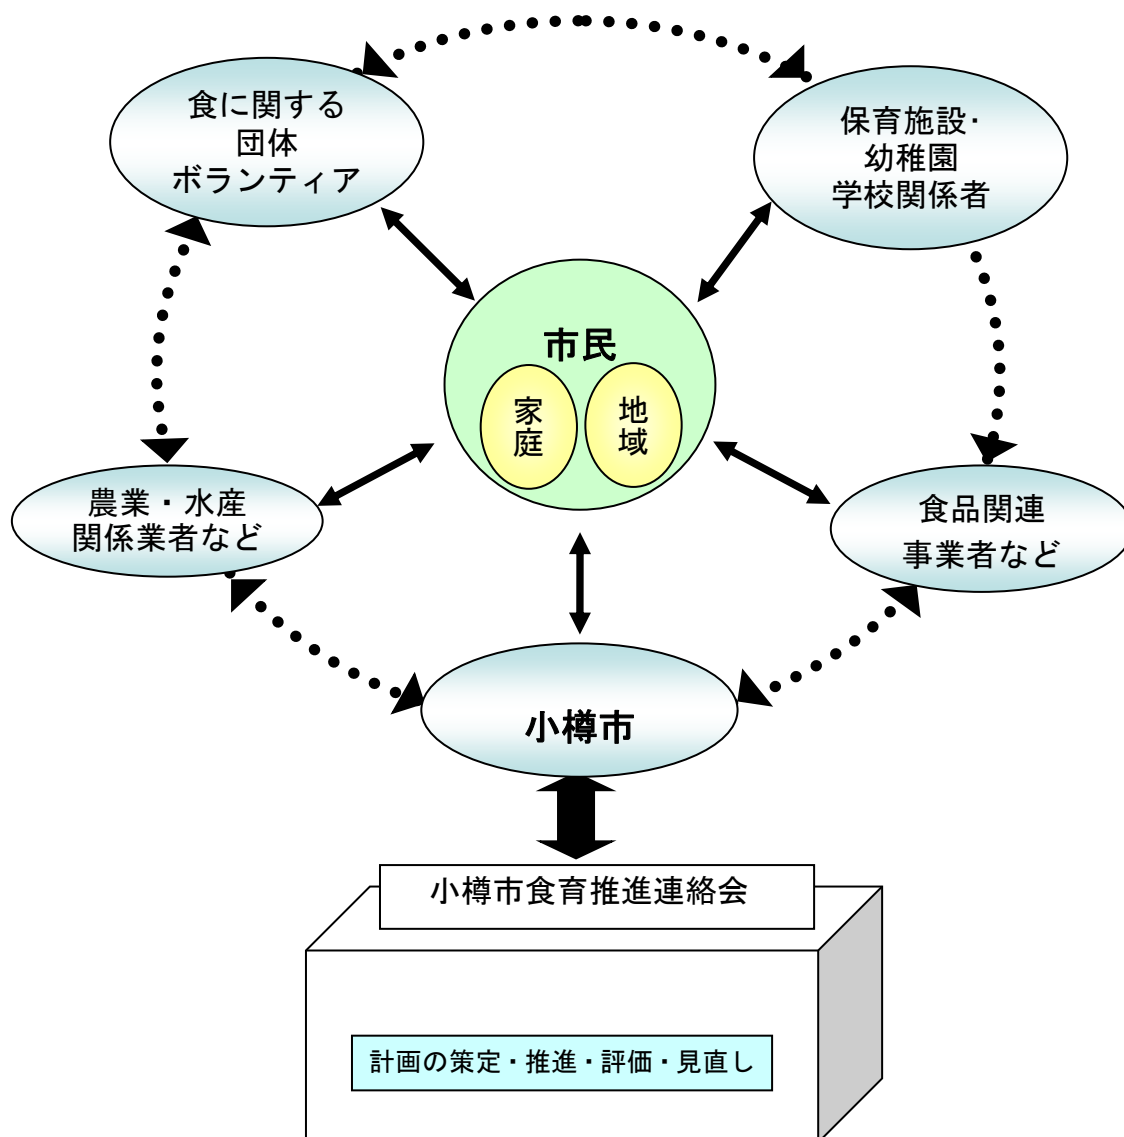 食に関する
団体
ボランティア
保育施設・
幼稚園
学校関係者
市民
家庭
地域
農業・水産
関係業者など
食品関連
事業者など
小樽市
小樽市食育推進連絡会
計画の策定・推進・評価・見直し